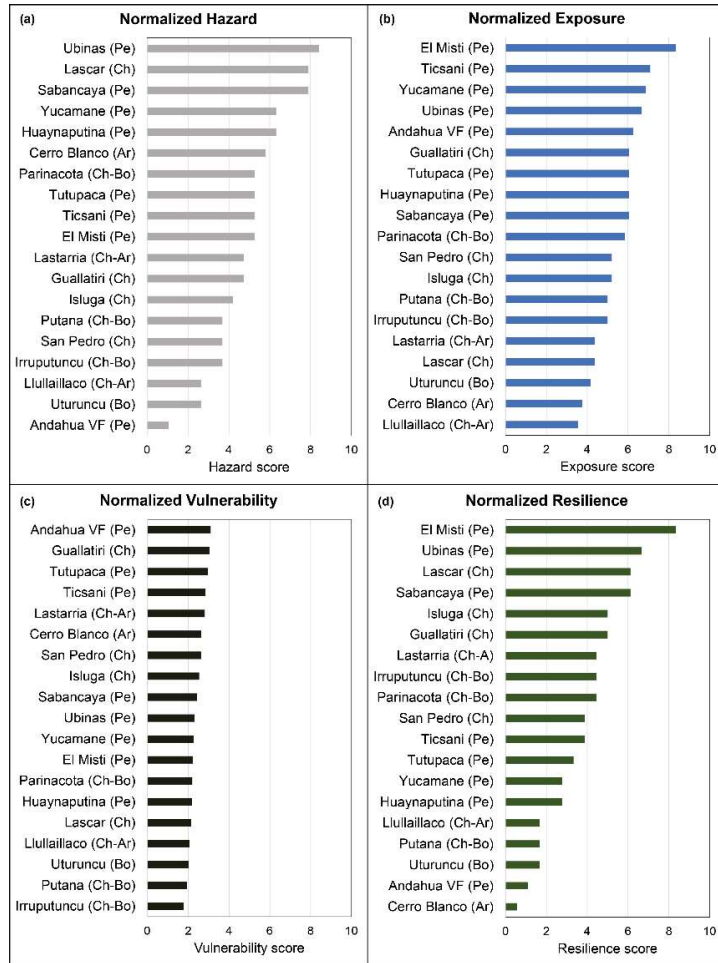 (a) Normalized Hazard
Ubinas (Pe)
Lascar (Ch)
Sabancaya (Pe)
Yucamane (Pe)
Huaynaputina (Pe)
Cerro Blanco (Ar)
Parinacota (Ch-Bo)
Tutupaca (Pe)
Ticsani (Pe)
El Misti (Pe)
Lastarria (Ch-Ar)
Guallatiri (Ch)
Isluga (Ch)
Putana (Ch-Bo)
San Pedro (Ch)
Irruputuncu (Ch-Bo)
Llullaillaco (Ch-Ar)
Uturuncu (Bo)
Andahua VF (Pe)
0 2 4 6 8 10
Hazard score
(b) Normalized Exposure
El Misti (Pe)
Ticsani (Pe)
Yucamane (Pe)
Ubinas (Pe)
Andahua VF (Pe)
Guallatiri (Ch)
Tutupaca (Pe)
Huaynaputina (Pe)
Sabancaya (Pe)
Parinacota (Ch-Bo)
San Pedro (Ch)
Isluga (Ch)
Putana (Ch-Bo)
Irruputuncu (Ch-Bo)
Lastarria (Ch-Ar)
Lascar (Ch)
Uturuncu (Bo)
Cerro Blanco (Ar)
Llullaillaco (Ch-Ar)
0 2 4 6 8 10
Exposure score
(c) Normalized Vulnerability
Andahua VF (Pe)
Guallatiri (Ch)
Tutupaca (Pe)
Ticsani (Pe)
Lastarria (Ch-Ar)
Cerro Blanco (Ar)
San Pedro (Ch)
Isluga (Ch)
Sabancaya (Pe)
Ubinas (Pe)
Yucamane (Pe)
El Misti (Pe)
Parinacota (Ch-Bo)
Huaynaputina (Pe)
Lascar (Ch)
Llullaillaco (Ch-Ar)
Uturuncu (Bo)
Putana (Ch-Bo)
Irruputuncu (Ch-Bo)
0 2 4 6 8 10
Vulnerability score
(d) Normalized Resilience
El Misti (Pe)
Ubinas (Pe)
Lascar (Ch)
Sabancaya (Pe)
Isluga (Ch)
Guallatiri (Ch)
Lastarria (Ch-A)
Irruputuncu (Ch-Bo)
Parinacota (Ch-Bo)
San Pedro (Ch)
Ticsani (Pe)
Tutupaca (Pe)
Yucamane (Pe)
Huaynaputina (Pe)
Llullaillaco (Ch-Ar)
Putana (Ch-Bo)
Uturuncu (Bo)
Andahua VF (Pe)
Cerro Blanco (Ar)
0 2 4 6 8 10
Resilience score